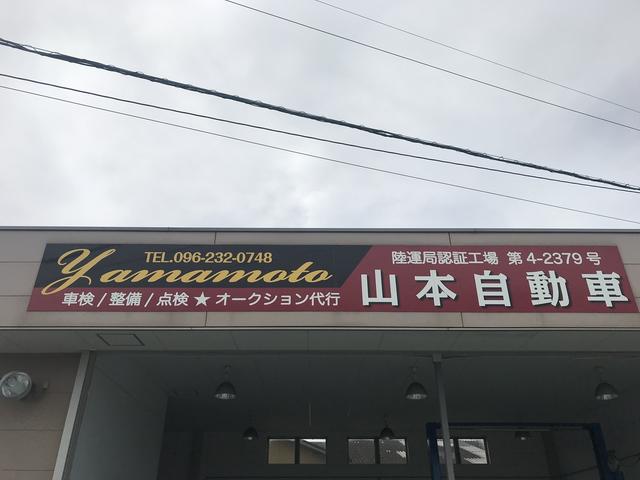 TEL.096-232-0748
Yamamoto
車検/整備/点検 ★ オークション代行
陸運局認証工場 第4-2379号
山本自動車